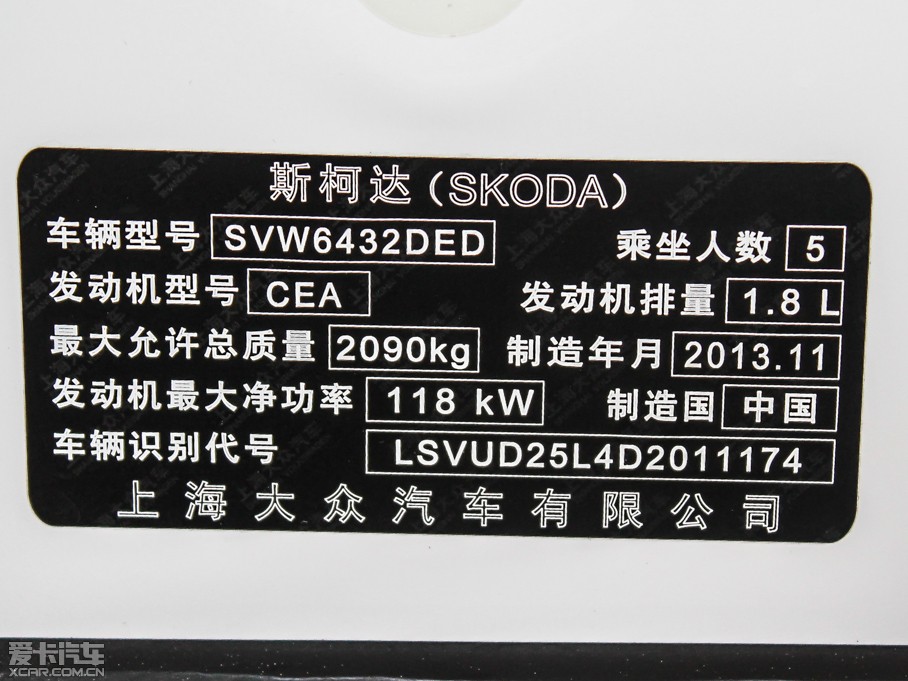 斯柯达(SKODA)
车辆型号 SVW6432DED 乘坐人数 5
发动机型号 CEA 发动机排量 1.8 L
最大允许总质量 2090kg 制造年月 2013.11
发动机最大净功率 118 kW 制造国 中国
车辆识别代号 LSVUD25L4D2011174
上海大众汽车有限公司
爱卡汽车
XCAR.COM.CN